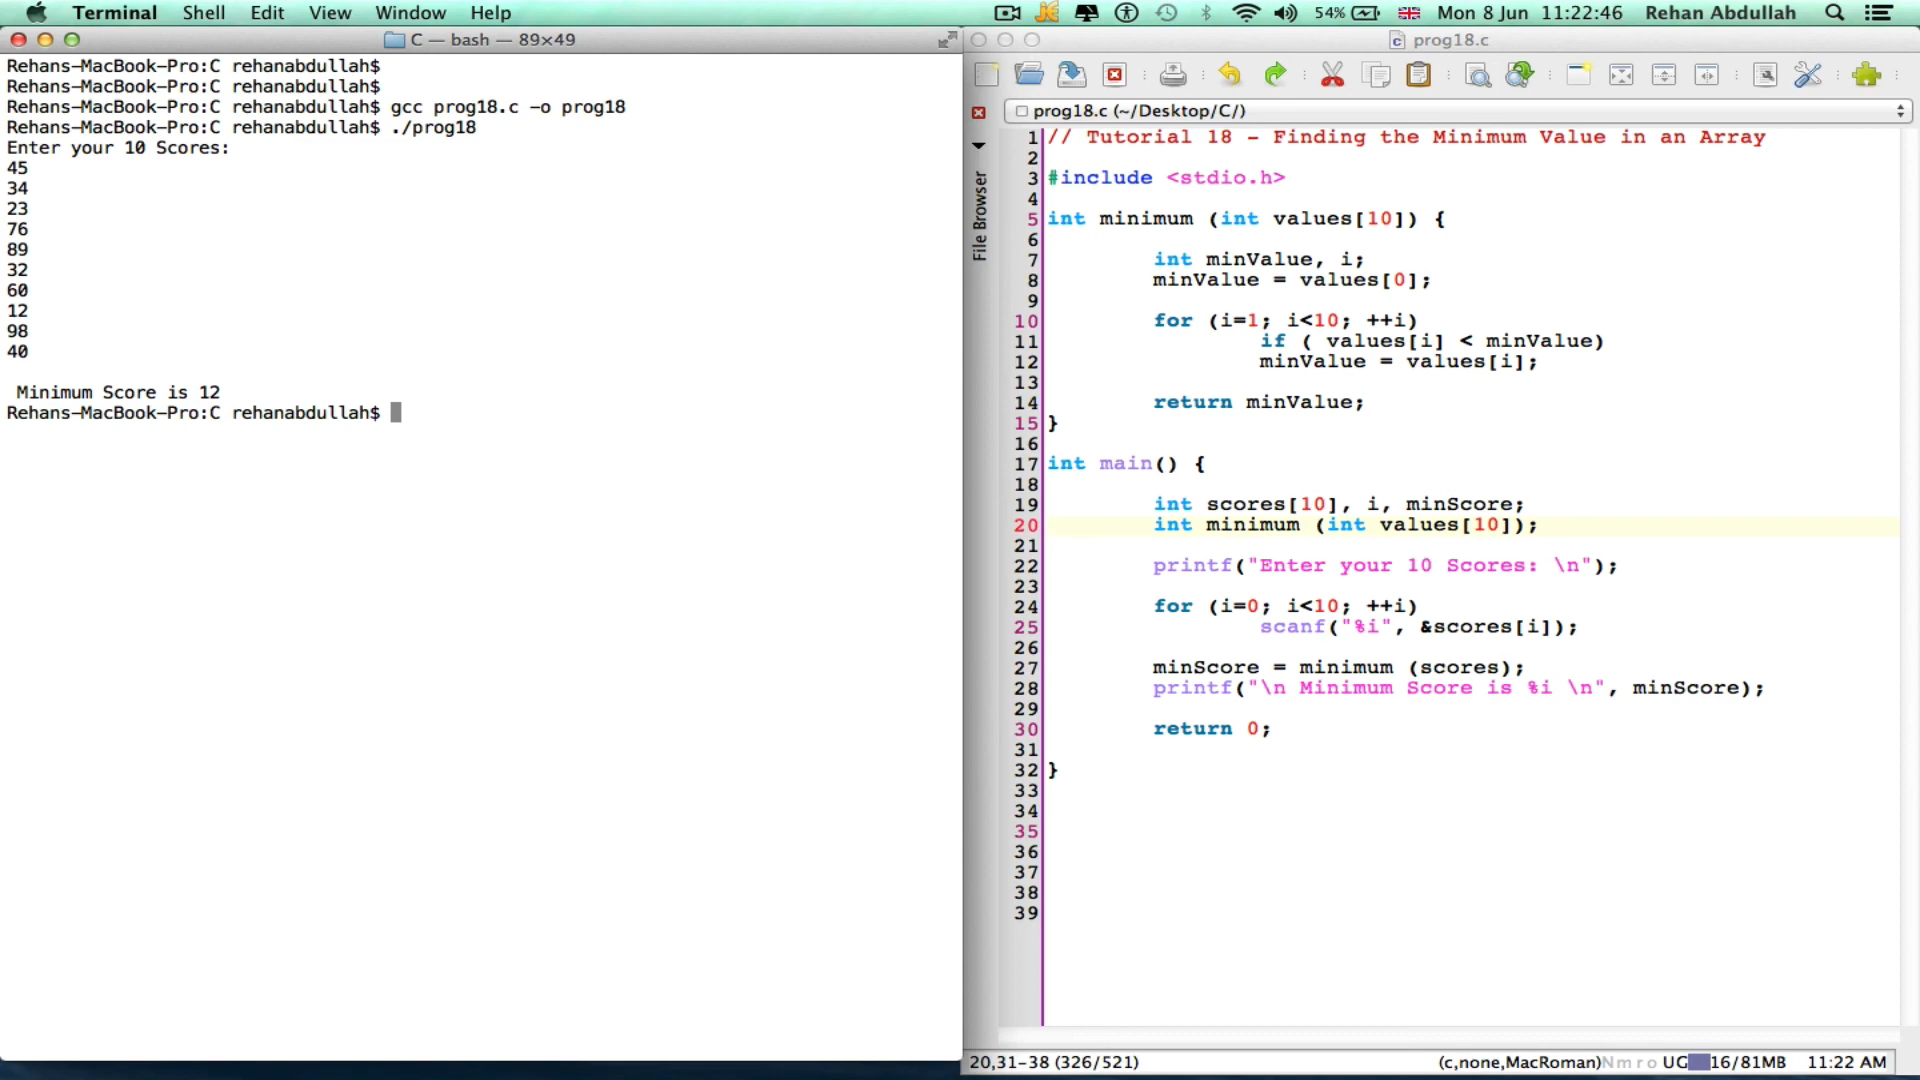 Terminal Shell Edit View Window Help 54% Mon 8 Jun 11:22:46 Rehan Abdullah
C — bash — 89×49
Rehans-MacBook-Pro:C rehanabdullah$
Rehans-MacBook-Pro:C rehanabdullah$
Rehans-MacBook-Pro:C rehanabdullah$ gcc prog18.c -o prog18
Rehans-MacBook-Pro:C rehanabdullah$ ./prog18
Enter your 10 Scores:
45
34
23
76
89
32
60
12
98
40
Minimum Score is 12
Rehans-MacBook-Pro:C rehanabdullah$
prog18.c
prog18.c (~/Desktop/C/)
File Browser
1 // Tutorial 18 - Finding the Minimum Value in an Array
2
3 #include <stdio.h>
4
5 int minimum (int values[10]) {
6
7 int minValue, i;
8 minValue = values[0];
9
10 for (i=1; i<10; ++i)
11 if ( values[i] < minValue)
12 minValue = values[i];
13
14 return minValue;
15 }
16
17 int main() {
18
19 int scores[10], i, minScore;
20 int minimum (int values[10]);
21
22 printf("Enter your 10 Scores: \n");
23
24 for (i=0; i<10; ++i)
25 scanf("%i", &scores[i]);
26
27 minScore = minimum (scores);
28 printf("\n Minimum Score is %i \n", minScore);
29
30 return 0;
31
32 }
33
34
35
36
37
38
39
20,31-38 (326/521) (c,none,MacRoman)Nmro UG 16/81MB 11:22 AM